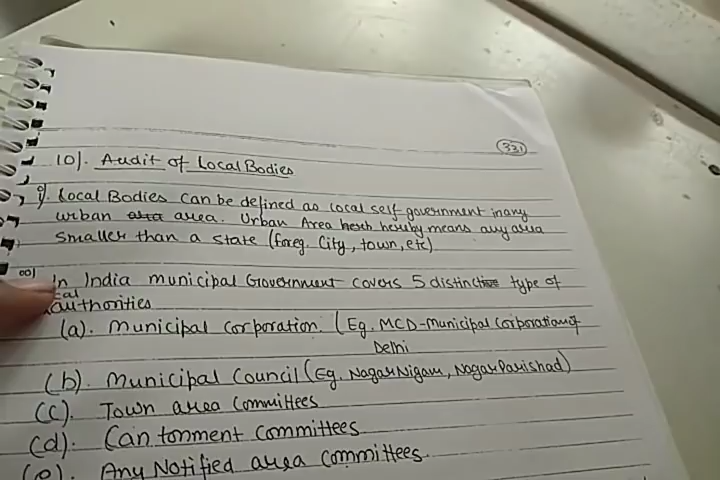 331
10). Audit of Local Bodies
i). Local Bodies can be defined as local self government in any
urban area. Urban Area hereby means any area
smaller than a state (for eg. City, town, etc)
In India municipal Government covers 5 distinct type of
authorities
(a). Municipal corporation. (Eg. MCD-Municipal Corporation of
Delhi
(b). Municipal Council (Eg. Nagar Nigam, Nagar Parishad)
(c). Town area Committees
(d). Cantonment committees
(e). Any Notified area committees.